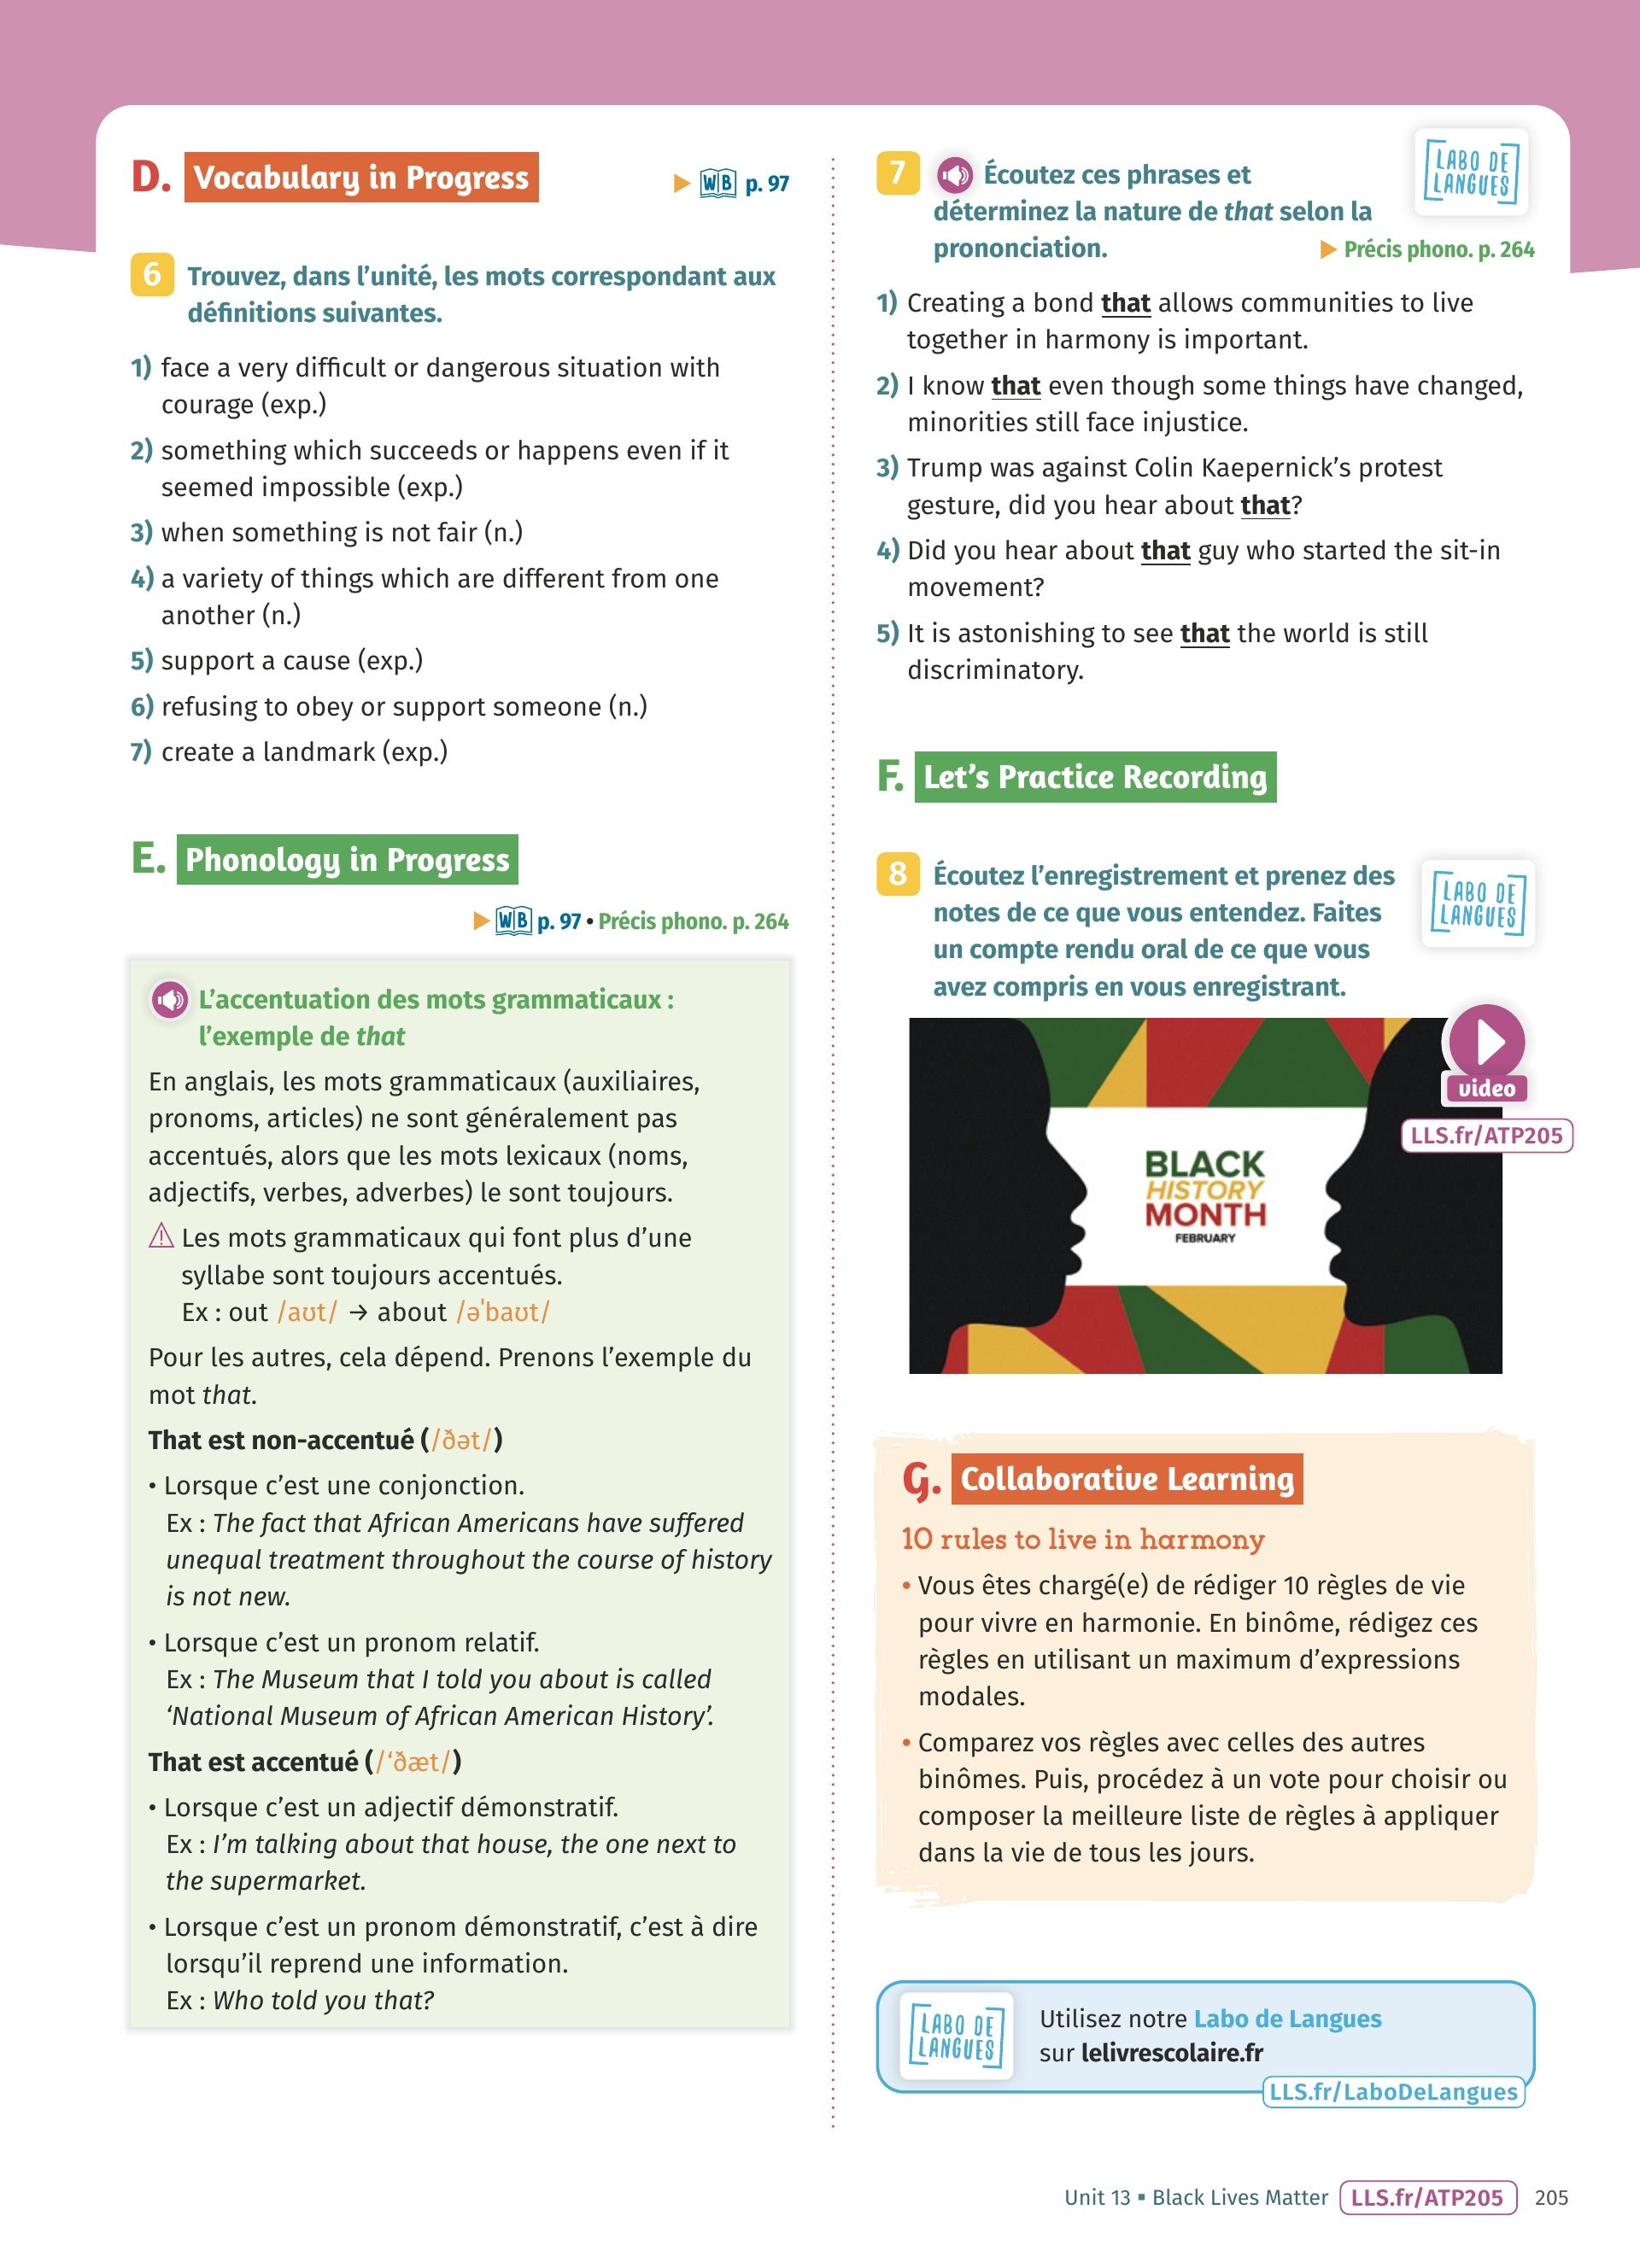 D. Vocabulary in Progress
WB p. 97
6 Trouvez, dans l’unité, les mots correspondant aux
définitions suivantes.
1) face a very difficult or dangerous situation with
courage (exp.)
2) something which succeeds or happens even if it
seemed impossible (exp.)
3) when something is not fair (n.)
4) a variety of things which are different from one
another (n.)
5) support a cause (exp.)
6) refusing to obey or support someone (n.)
7) create a landmark (exp.)
E. Phonology in Progress
WB p. 97 • Précis phono. p. 264
L’accentuation des mots grammaticaux :
l’exemple de that
En anglais, les mots grammaticaux (auxiliaires,
pronoms, articles) ne sont généralement pas
accentués, alors que les mots lexicaux (noms,
adjectifs, verbes, adverbes) le sont toujours.
Les mots grammaticaux qui font plus d’une
syllabe sont toujours accentués.
Ex : out /aʊt/ → about /əˈbaʊt/
Pour les autres, cela dépend. Prenons l’exemple du
mot that.
That est non-accentué (/ðət/)
• Lorsque c’est une conjonction.
Ex : The fact that African Americans have suffered
unequal treatment throughout the course of history
is not new.
• Lorsque c’est un pronom relatif.
Ex : The Museum that I told you about is called
‘National Museum of African American History’.
That est accentué (/‘ðæt/)
• Lorsque c’est un adjectif démonstratif.
Ex : I’m talking about that house, the one next to
the supermarket.
• Lorsque c’est un pronom démonstratif, c’est à dire
lorsqu’il reprend une information.
Ex : Who told you that?
7 Écoutez ces phrases et
déterminez la nature de that selon la
prononciation.
LABO DE
LANGUES
Précis phono. p. 264
1) Creating a bond that allows communities to live
together in harmony is important.
2) I know that even though some things have changed,
minorities still face injustice.
3) Trump was against Colin Kaepernick’s protest
gesture, did you hear about that?
4) Did you hear about that guy who started the sit-in
movement?
5) It is astonishing to see that the world is still
discriminatory.
F. Let’s Practice Recording
8 Écoutez l’enregistrement et prenez des
notes de ce que vous entendez. Faites
un compte rendu oral de ce que vous
avez compris en vous enregistrant.
LABO DE
LANGUES
video
LLS.fr/ATP205
BLACK
HISTORY
MONTH
FEBRUARY
G. Collaborative Learning
10 rules to live in harmony
• Vous êtes chargé(e) de rédiger 10 règles de vie
pour vivre en harmonie. En binôme, rédigez ces
règles en utilisant un maximum d’expressions
modales.
• Comparez vos règles avec celles des autres
binômes. Puis, procédez à un vote pour choisir ou
composer la meilleure liste de règles à appliquer
dans la vie de tous les jours.
LABO DE
LANGUES
Utilisez notre Labo de Langues
sur lelivrescolaire.fr
LLS.fr/LaboDeLangues
Unit 13 ▪ Black Lives Matter LLS.fr/ATP205 205